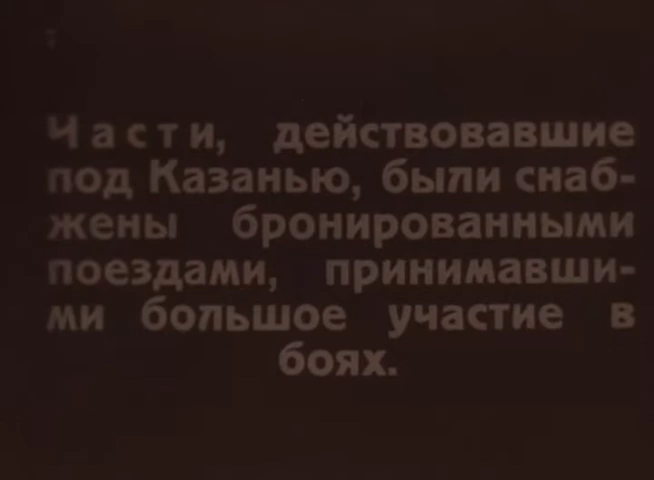 Части, действовавшие
под Казанью, были снаб-
жены бронированными
поездами, принимавши-
ми большое участие в
боях.